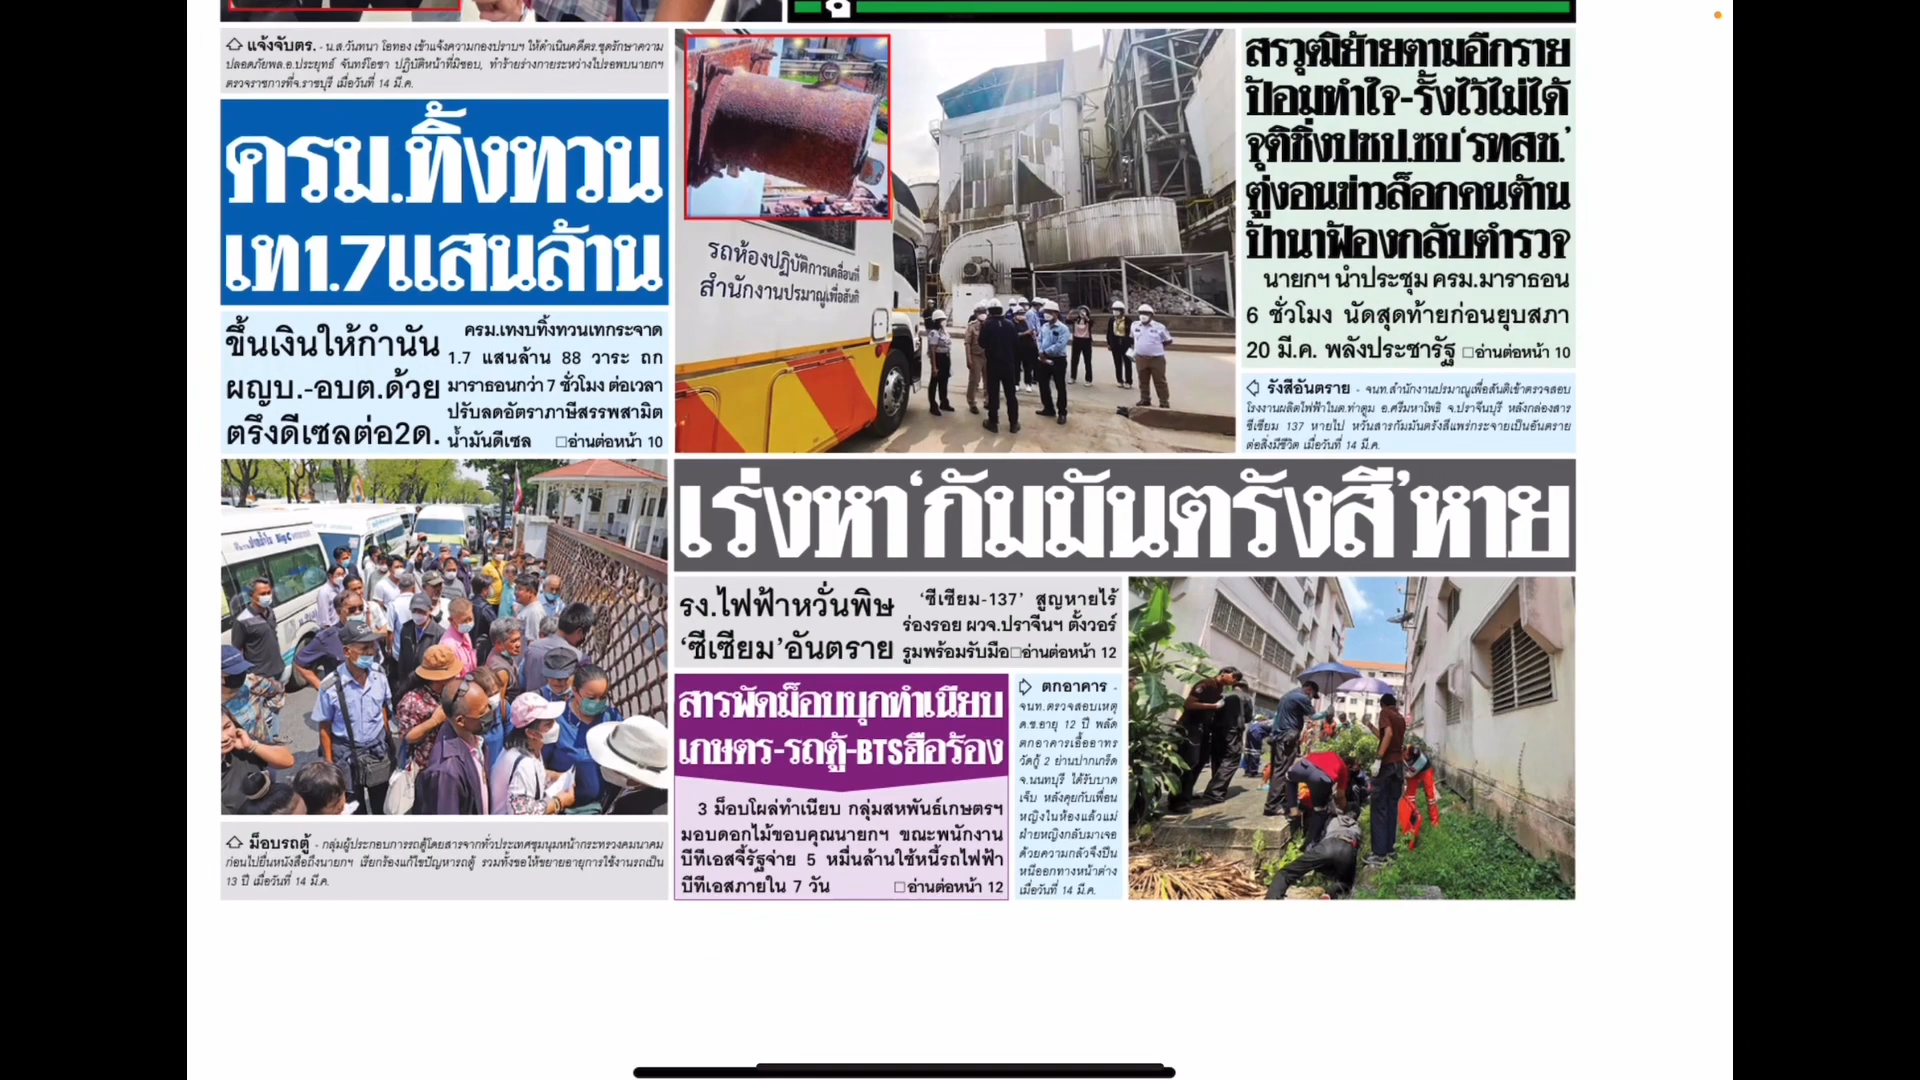 แจ้งจับตร. - น.ส.วันทนา โอทอง เข้าแจ้งความกองปราบฯ ให้ดำเนินคดีตร.ชุดรักษาความ
ปลอดภัยพล.อ.ประยุทธ์ จันทร์โอชา ปฏิบัติหน้าที่มิชอบ, ทำร้ายร่างกายระหว่างไปรอพบนายกฯ
ตรวจราชการที่จ.ราชบุรี เมื่อวันที่ 14 มี.ค.
ครม.ทิ้งทวน
เท1.7แสนล้าน
ขึ้นเงินให้กำนัน
ผญบ.-อบต.ด้วย
ตรึงดีเซลต่อ2ด.
ครม.เทงบทิ้งทวนเทกระจาด
1.7 แสนล้าน 88 วาระ ถก
มาราธอนกว่า 7 ชั่วโมง ต่อเวลา
ปรับลดอัตราภาษีสรรพสามิต
น้ำมันดีเซล □อ่านต่อหน้า 10
รถห้องปฏิบัติการเคลื่อนที่
สำนักงานปรมาณูเพื่อสันติ
สรวุฒิย้ายตามอีกราย
ป้อมทำใจ-รั้งไว้ไม่ได้
จุติชิ่งปชป.ซบ‘รทสช.’
ตู่งอนข่าวล็อกคนต้าน
ป้านาฟ้องกลับตำรวจ
นายกฯ นำประชุม ครม.มาราธอน
6 ชั่วโมง นัดสุดท้ายก่อนยุบสภา
20 มี.ค. พลังประชารัฐ □อ่านต่อหน้า 10
รังสีอันตราย - จนท.สำนักงานปรมาณูเพื่อสันติเข้าตรวจสอบ
โรงงานผลิตไฟฟ้าในต.ท่าตูม อ.ศรีมหาโพธิ จ.ปราจีนบุรี หลังกล่องสาร
ซีเซียม 137 หายไป หวั่นสารกัมมันตรังสีแพร่กระจายเป็นอันตราย
ต่อสิ่งมีชีวิต เมื่อวันที่ 14 มี.ค.
เร่งหา‘กัมมันตรังสี’หาย
รง.ไฟฟ้าหวั่นพิษ
‘ซีเซียม’อันตราย
‘ซีเซียม-137’ สูญหายไร้
ร่องรอย ผวจ.ปราจีนฯ ตั้งวอร์
รูมพร้อมรับมือ□อ่านต่อหน้า 12
สารพัดม็อบบุกทำเนียบ
เกษตร-รถตู้-BTSฮือร้อง
3 ม็อบโผล่ทำเนียบ กลุ่มสหพันธ์เกษตรฯ
มอบดอกไม้ขอบคุณนายกฯ ขณะพนักงาน
บีทีเอสจี้รัฐจ่าย 5 หมื่นล้านใช้หนี้รถไฟฟ้า
บีทีเอสภายใน 7 วัน □อ่านต่อหน้า 12
ตกอาคาร -
จนท.ตรวจสอบเหตุ
ด.ช.อายุ 12 ปี พลัด
ตกอาคารเอื้ออาทร
วัดกู้ 2 ย่านปากเกร็ด
จ.นนทบุรี ได้รับบาด
เจ็บ หลังคุยกับเพื่อน
หญิงในห้องแล้วแม่
ฝ่ายหญิงกลับมาเจอ
ด้วยความกลัวจึงปีน
หนีออกทางหน้าต่าง
เมื่อวันที่ 14 มี.ค.
ม็อบรถตู้ - กลุ่มผู้ประกอบการรถตู้โดยสารจากทั่วประเทศชุมนุมหน้ากระทรวงคมนาคม
ก่อนไปยื่นหนังสือถึงนายกฯ เรียกร้องแก้ไขปัญหารถตู้ รวมทั้งขอให้ขยายอายุการใช้งานรถเป็น
13 ปี เมื่อวันที่ 14 มี.ค.